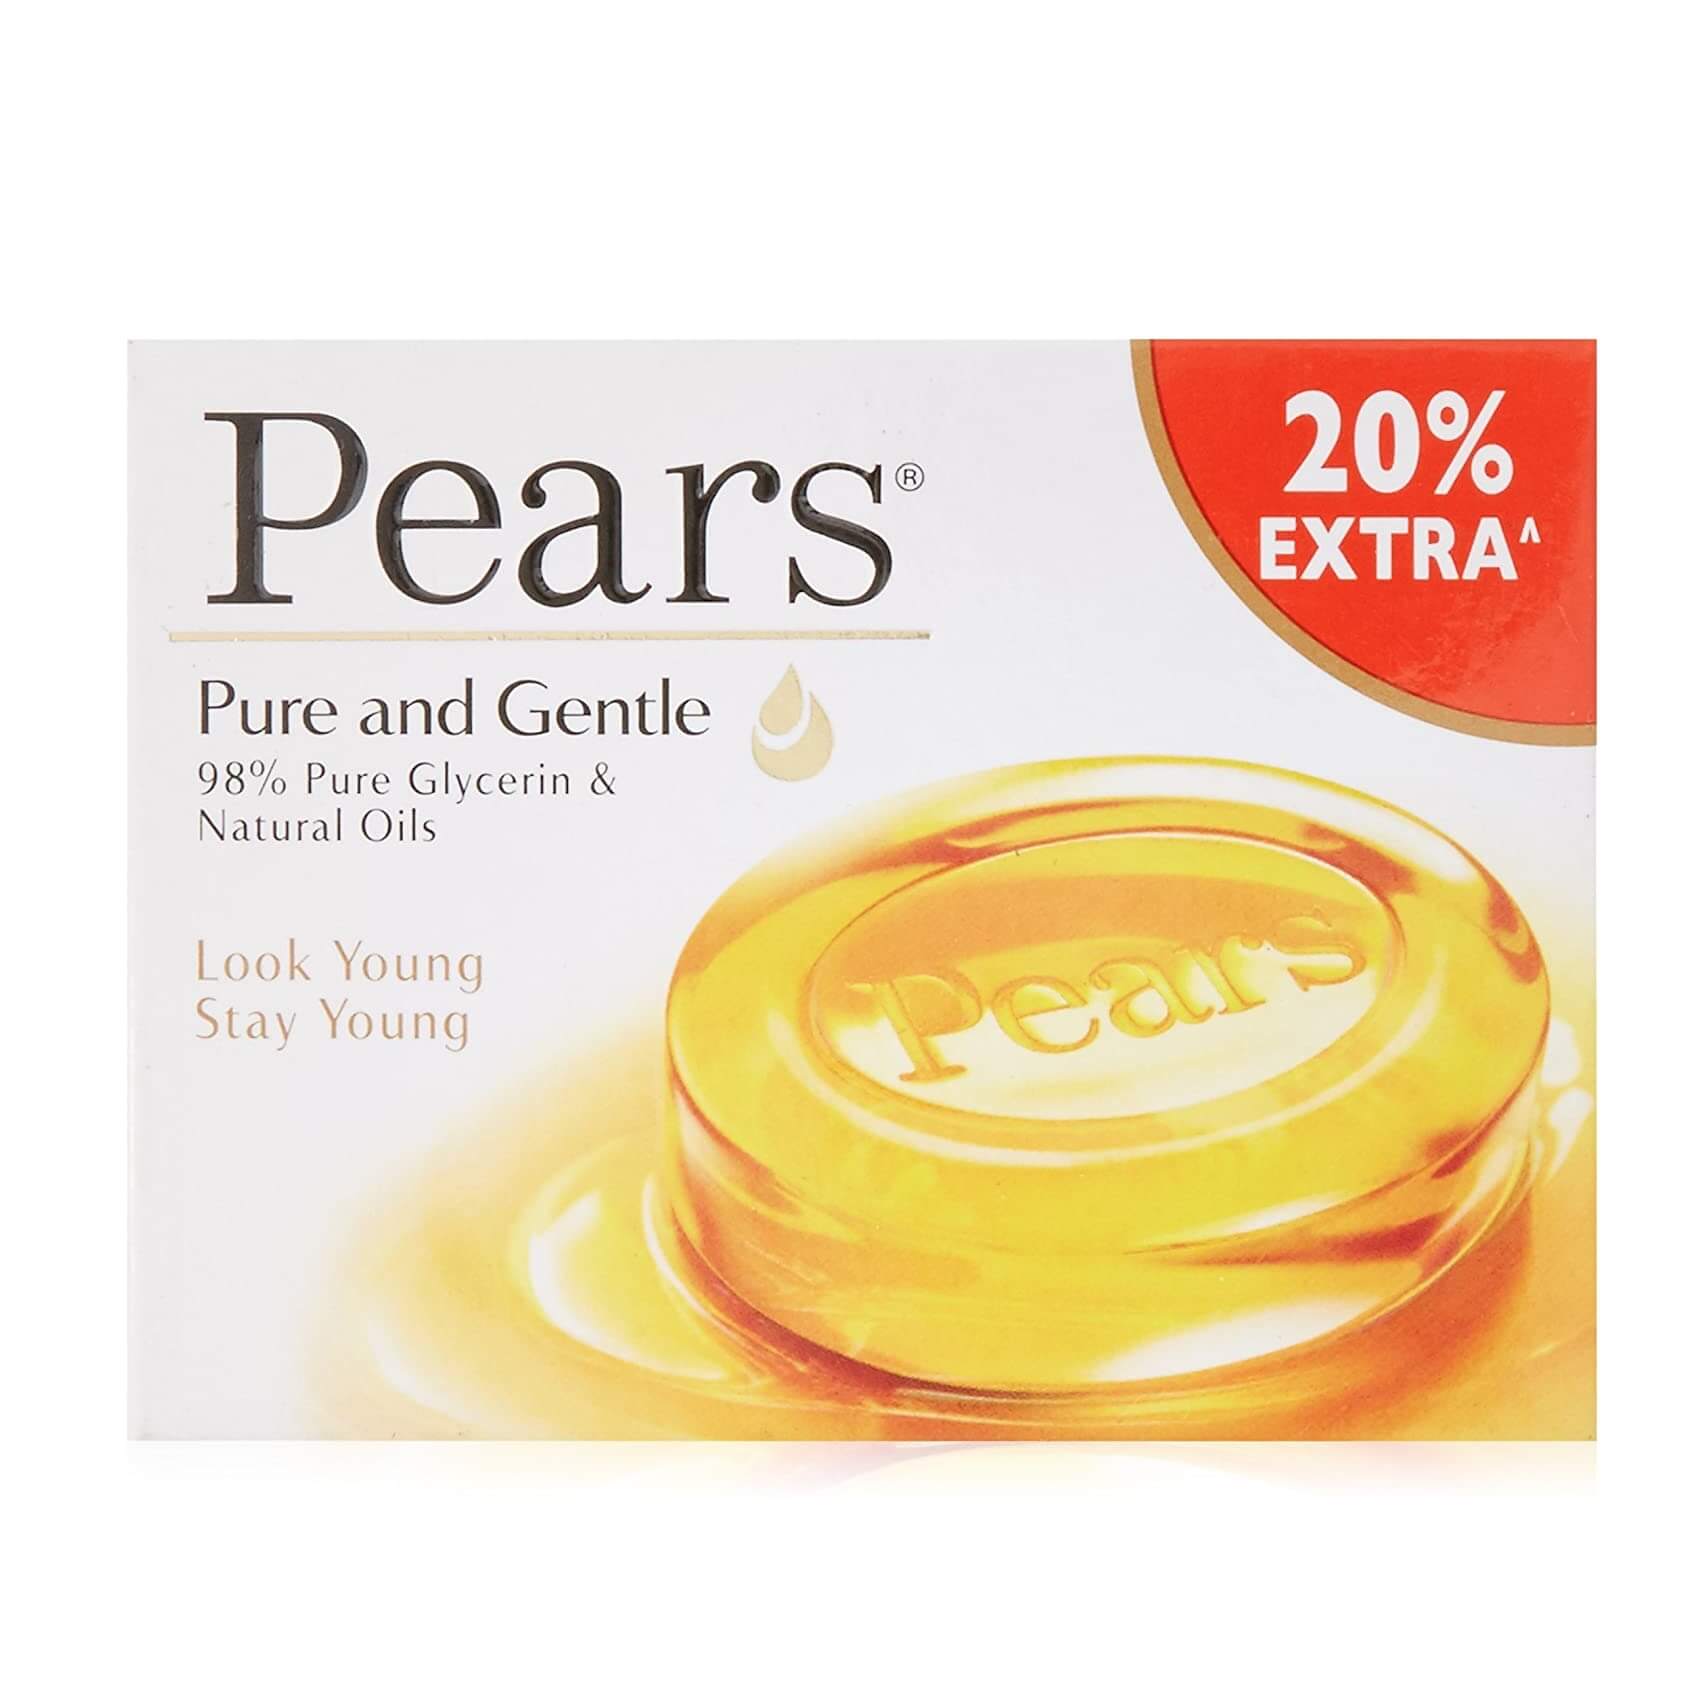 Pears®
20%
EXTRA^
Pure and Gentle
98% Pure Glycerin &
Natural Oils
Look Young
Stay Young
Pears